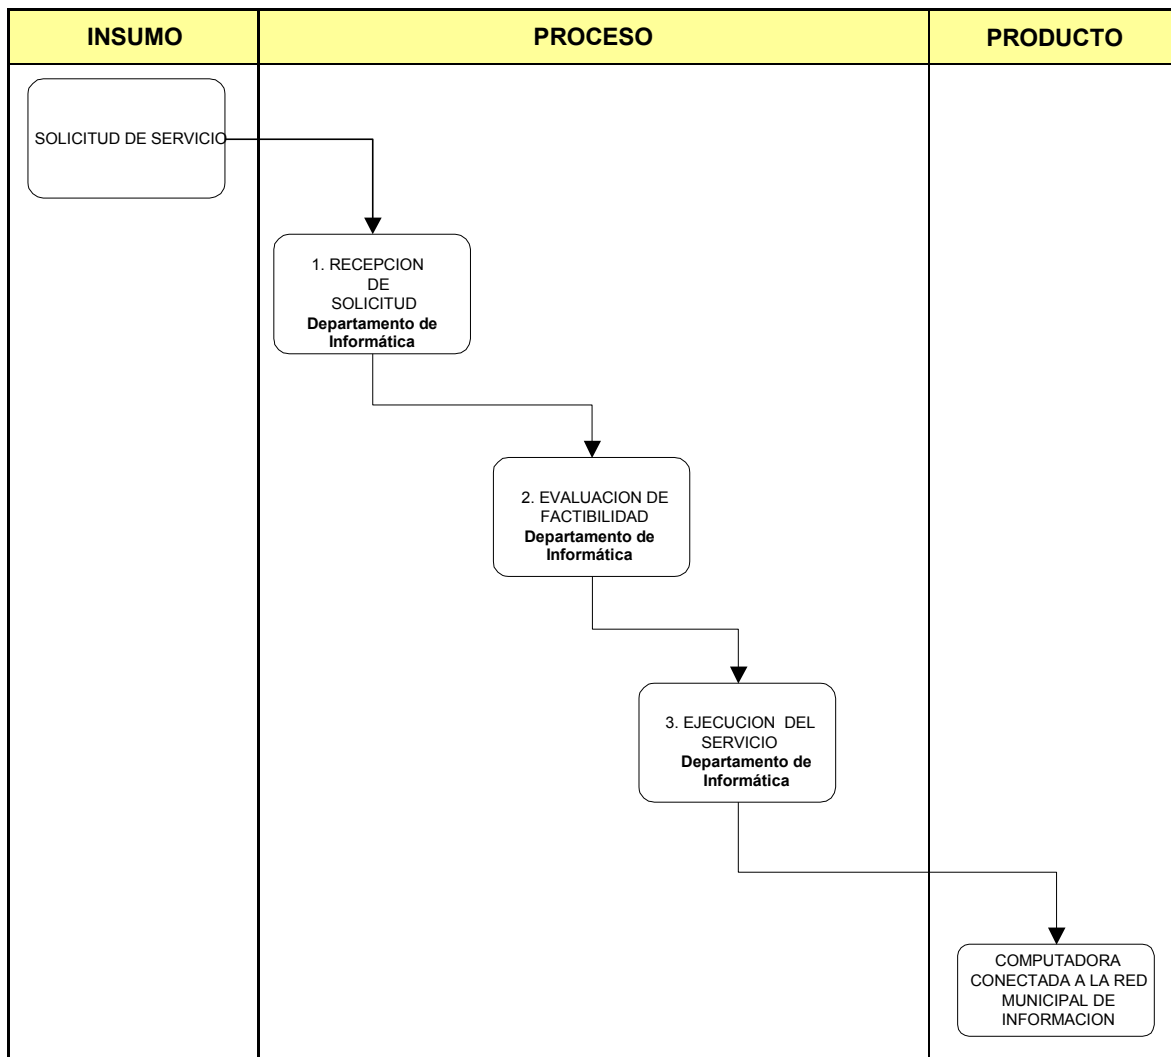 INSUMO
PROCESO
PRODUCTO
SOLICITUD DE SERVICIO
1. RECEPCION
DE
SOLICITUD
Departamento de
Informática
2. EVALUACION DE
FACTIBILIDAD
Departamento de
Informática
3. EJECUCION DEL
SERVICIO
Departamento de
Informática
COMPUTADORA
CONECTADA A LA RED
MUNICIPAL DE
INFORMACION